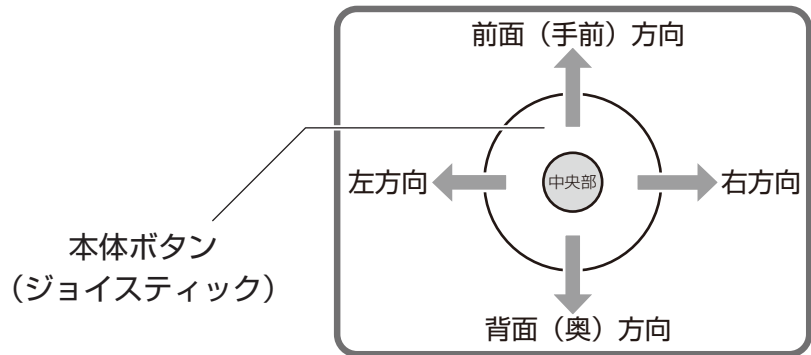 前面（手前）方向
左方向
中央部
右方向
本体ボタン
（ジョイスティック）
背面（奥）方向